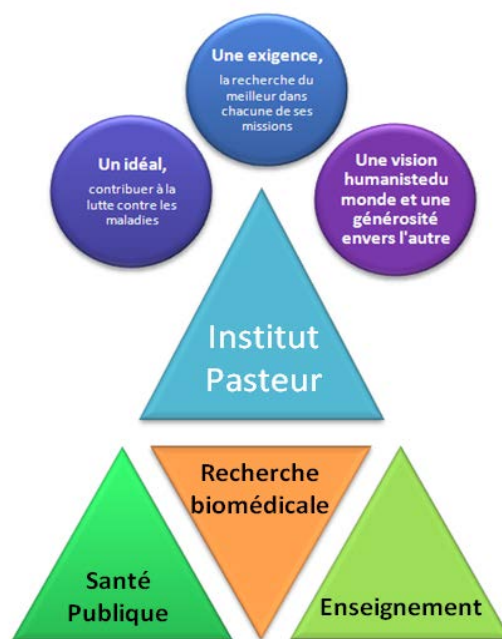 Une exigence,
la recherche du
meilleur dans
chacune de ses
missions
Un idéal,
contribuer à la
lutte contre les
maladies
Une vision
humanistedu
monde et une
générosité
envers l'autre
Institut
Pasteur
Recherche
biomédicale
Santé
Publique
Enseignement